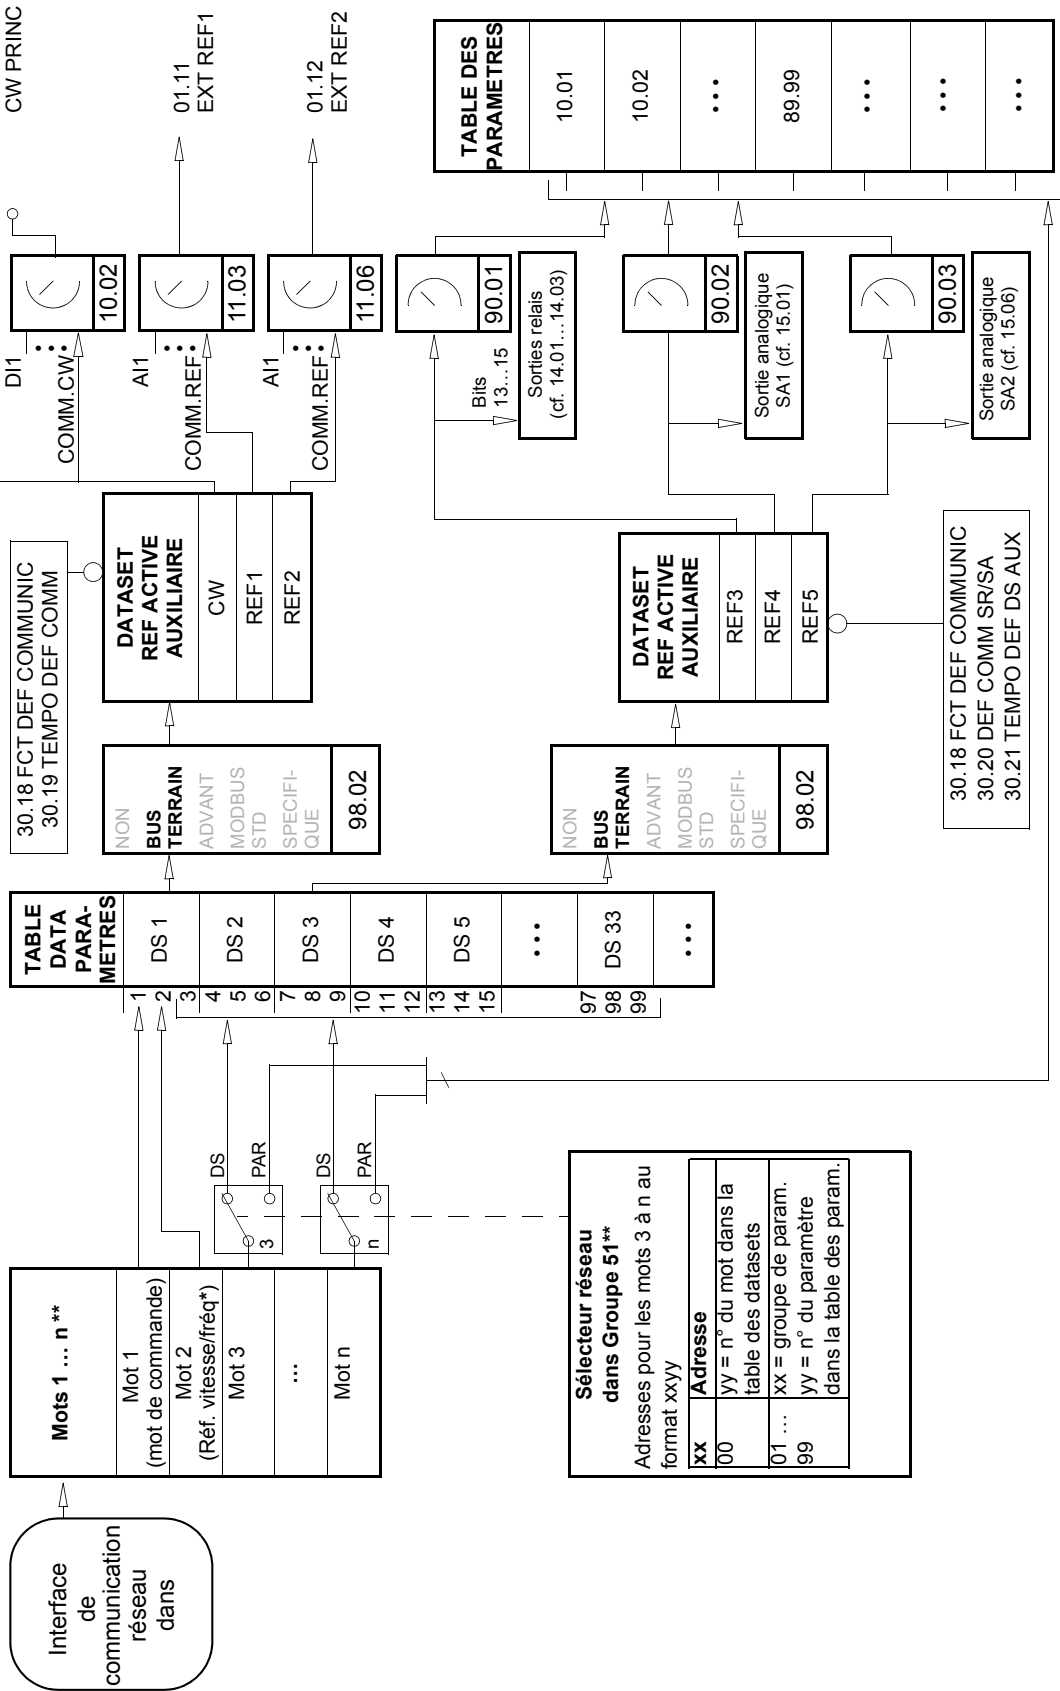 Interface
de
communication
réseau
dans
Mots 1 … n **
Mot 1
(mot de commande)
Mot 2
(Réf. vitesse/fréq*)
Mot 3
…
Mot n
3
DS
PAR
n
DS
PAR
Sélecteur réseau
dans Groupe 51**
Adresses pour les mots 3 à n au
format xxyy
xx Adresse
00 yy = n° du mot dans la
table des datasets
01 … xx = groupe de param.
99 yy = n° du paramètre
dans la table des param.
TABLE
DATA
PARA-
METRES
1
2
3
DS 1
4
5
6
DS 2
7
8
9
DS 3
10
11
12
DS 4
13
14
15
DS 5
…
97
98
99
DS 33
…
NON
BUS
TERRAIN
ADVANT
MODBUS
STD
SPECIFI-
QUE
98.02
NON
BUS
TERRAIN
ADVANT
MODBUS
STD
SPECIFI-
QUE
98.02
30.18 FCT DEF COMMUNIC
30.19 TEMPO DEF COMM
DATASET
REF ACTIVE
AUXILIAIRE
CW
REF1
REF2
DATASET
REF ACTIVE
AUXILIAIRE
REF3
REF4
REF5
30.18 FCT DEF COMMUNIC
30.20 DEF COMM SR/SA
30.21 TEMPO DEF DS AUX
DI1
…
COMM.CW
10.02
CW PRINC
AI1
…
COMM.REF
11.03
01.11
EXT REF1
AI1
…
COMM.REF
11.06
01.12
EXT REF2
Bits
13…15
90.01
Sorties relais
(cf. 14.01…14.03)
90.02
Sortie analogique
SA1 (cf. 15.01)
90.03
Sortie analogique
SA2 (cf. 15.06)
TABLE DES
PARAMETRES
10.01
10.02
…
89.99
…
…
…